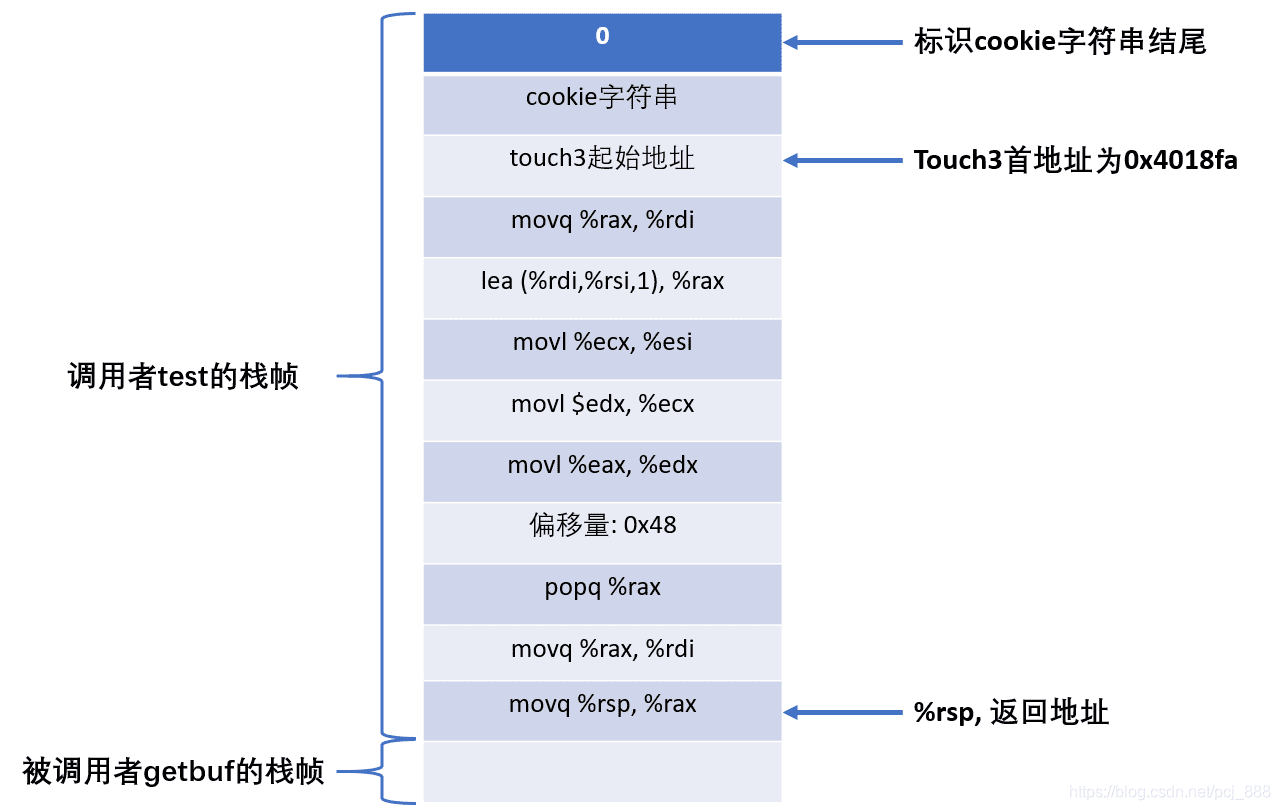 0
标识cookie字符串结尾
cookie字符串
touch3起始地址
Touch3首地址为0x4018fa
movq %rax, %rdi
lea (%rdi,%rsi,1), %rax
movl %ecx, %esi
调用者test的栈帧
movl $edx, %ecx
movl %eax, %edx
偏移量: 0x48
popq %rax
movq %rax, %rdi
movq %rsp, %rax
%rsp, 返回地址
被调用者getbuf的栈帧
https://blog.csdn.net/pcj_888